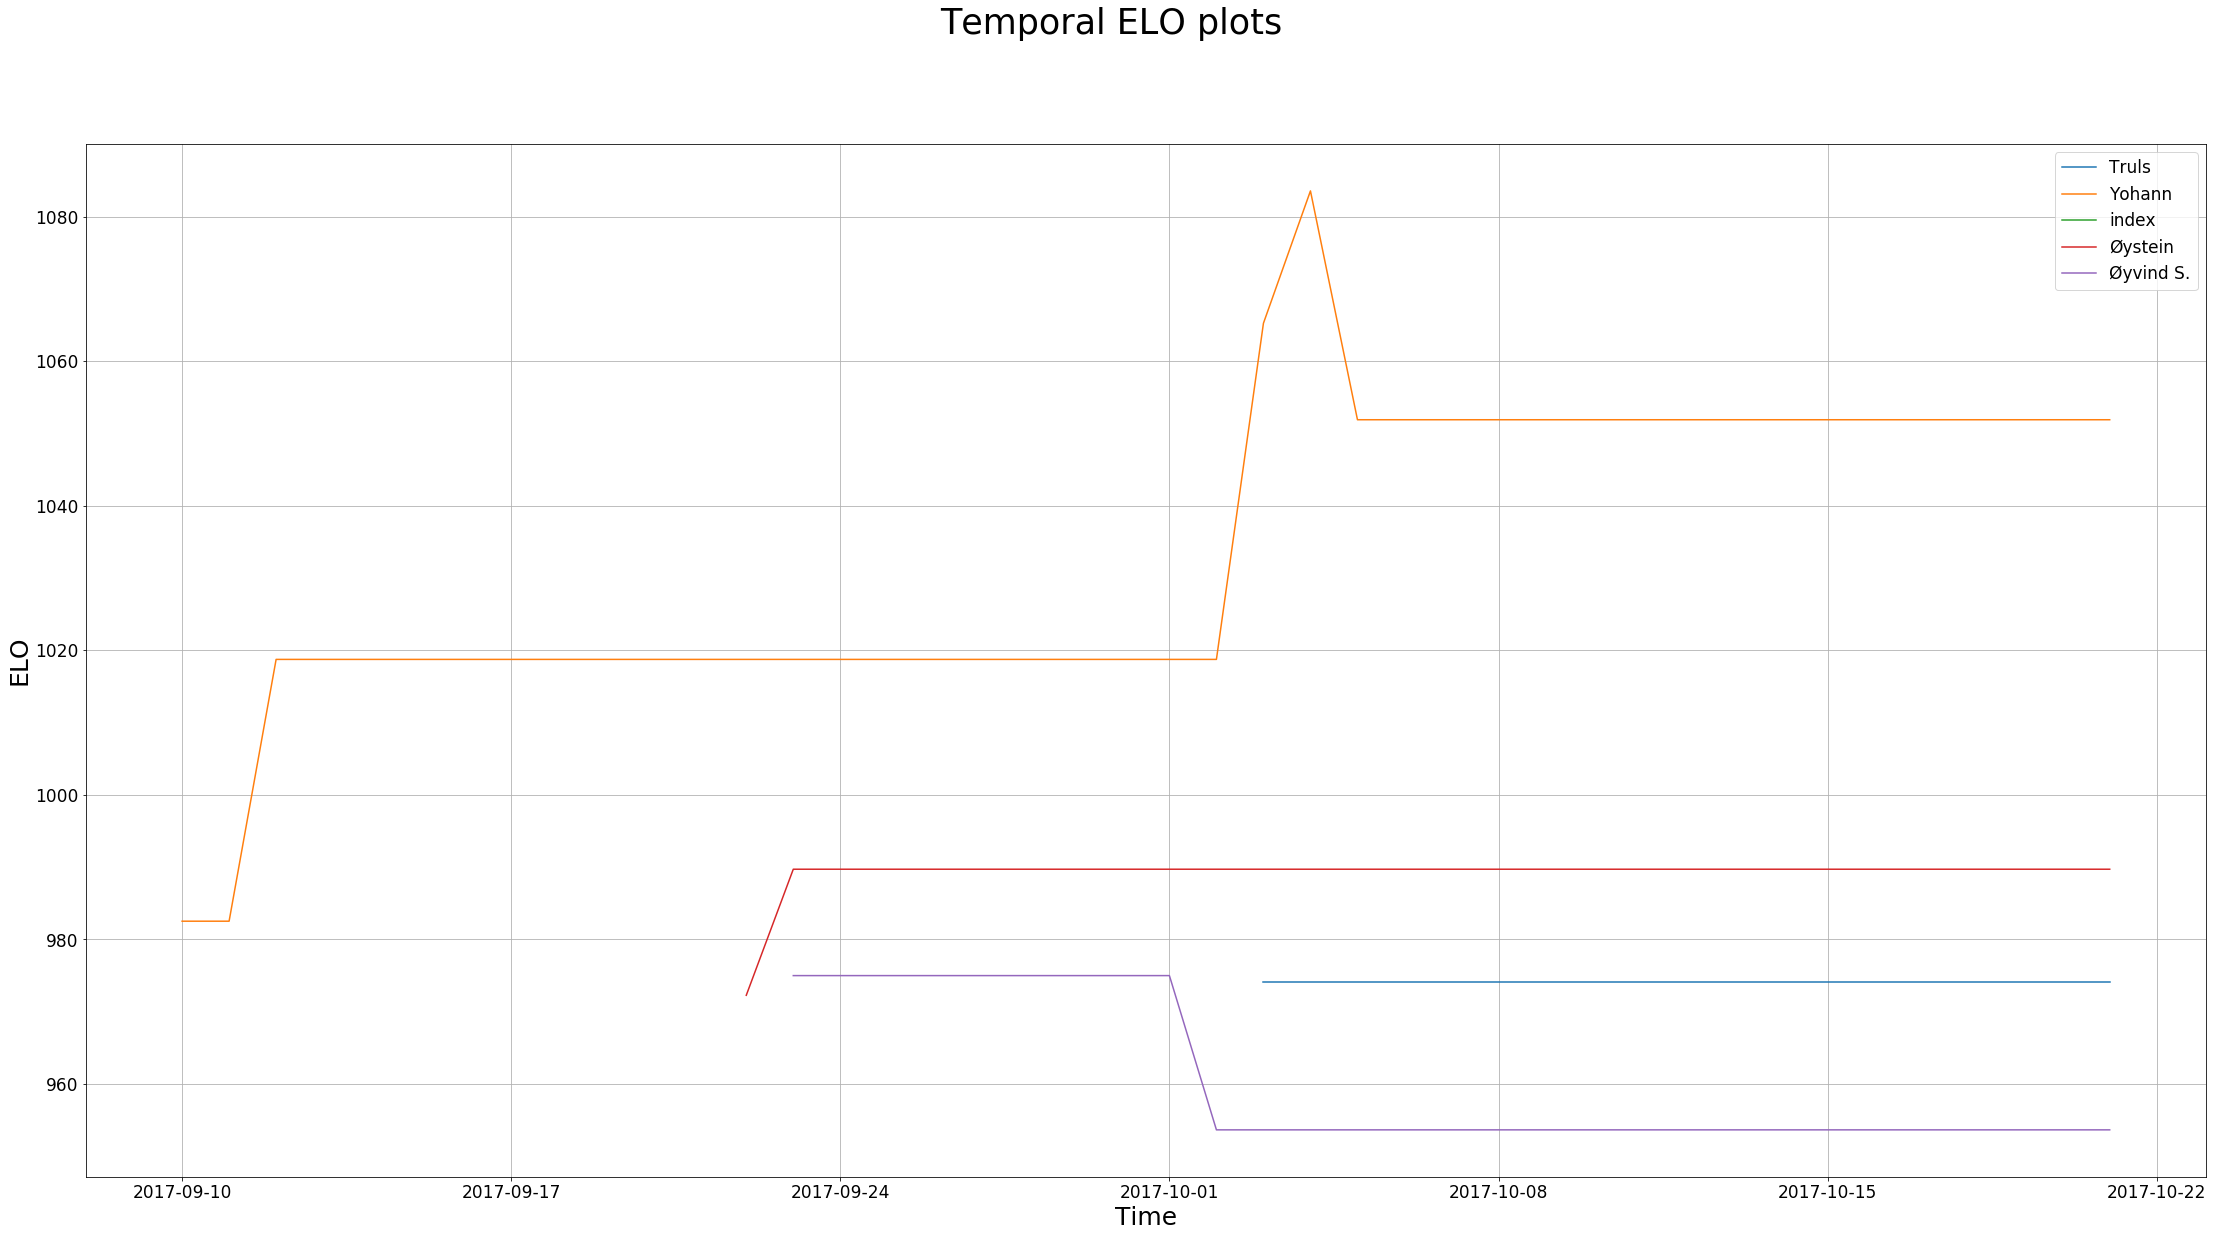 Temporal ELO plots
Truls
Yohann
index
Øystein
Øyvind S.
1080
1060
1040
1020
1000
980
960
ELO
2017-09-10 2017-09-17 2017-09-24 2017-10-01 2017-10-08 2017-10-15 2017-10-22
Time